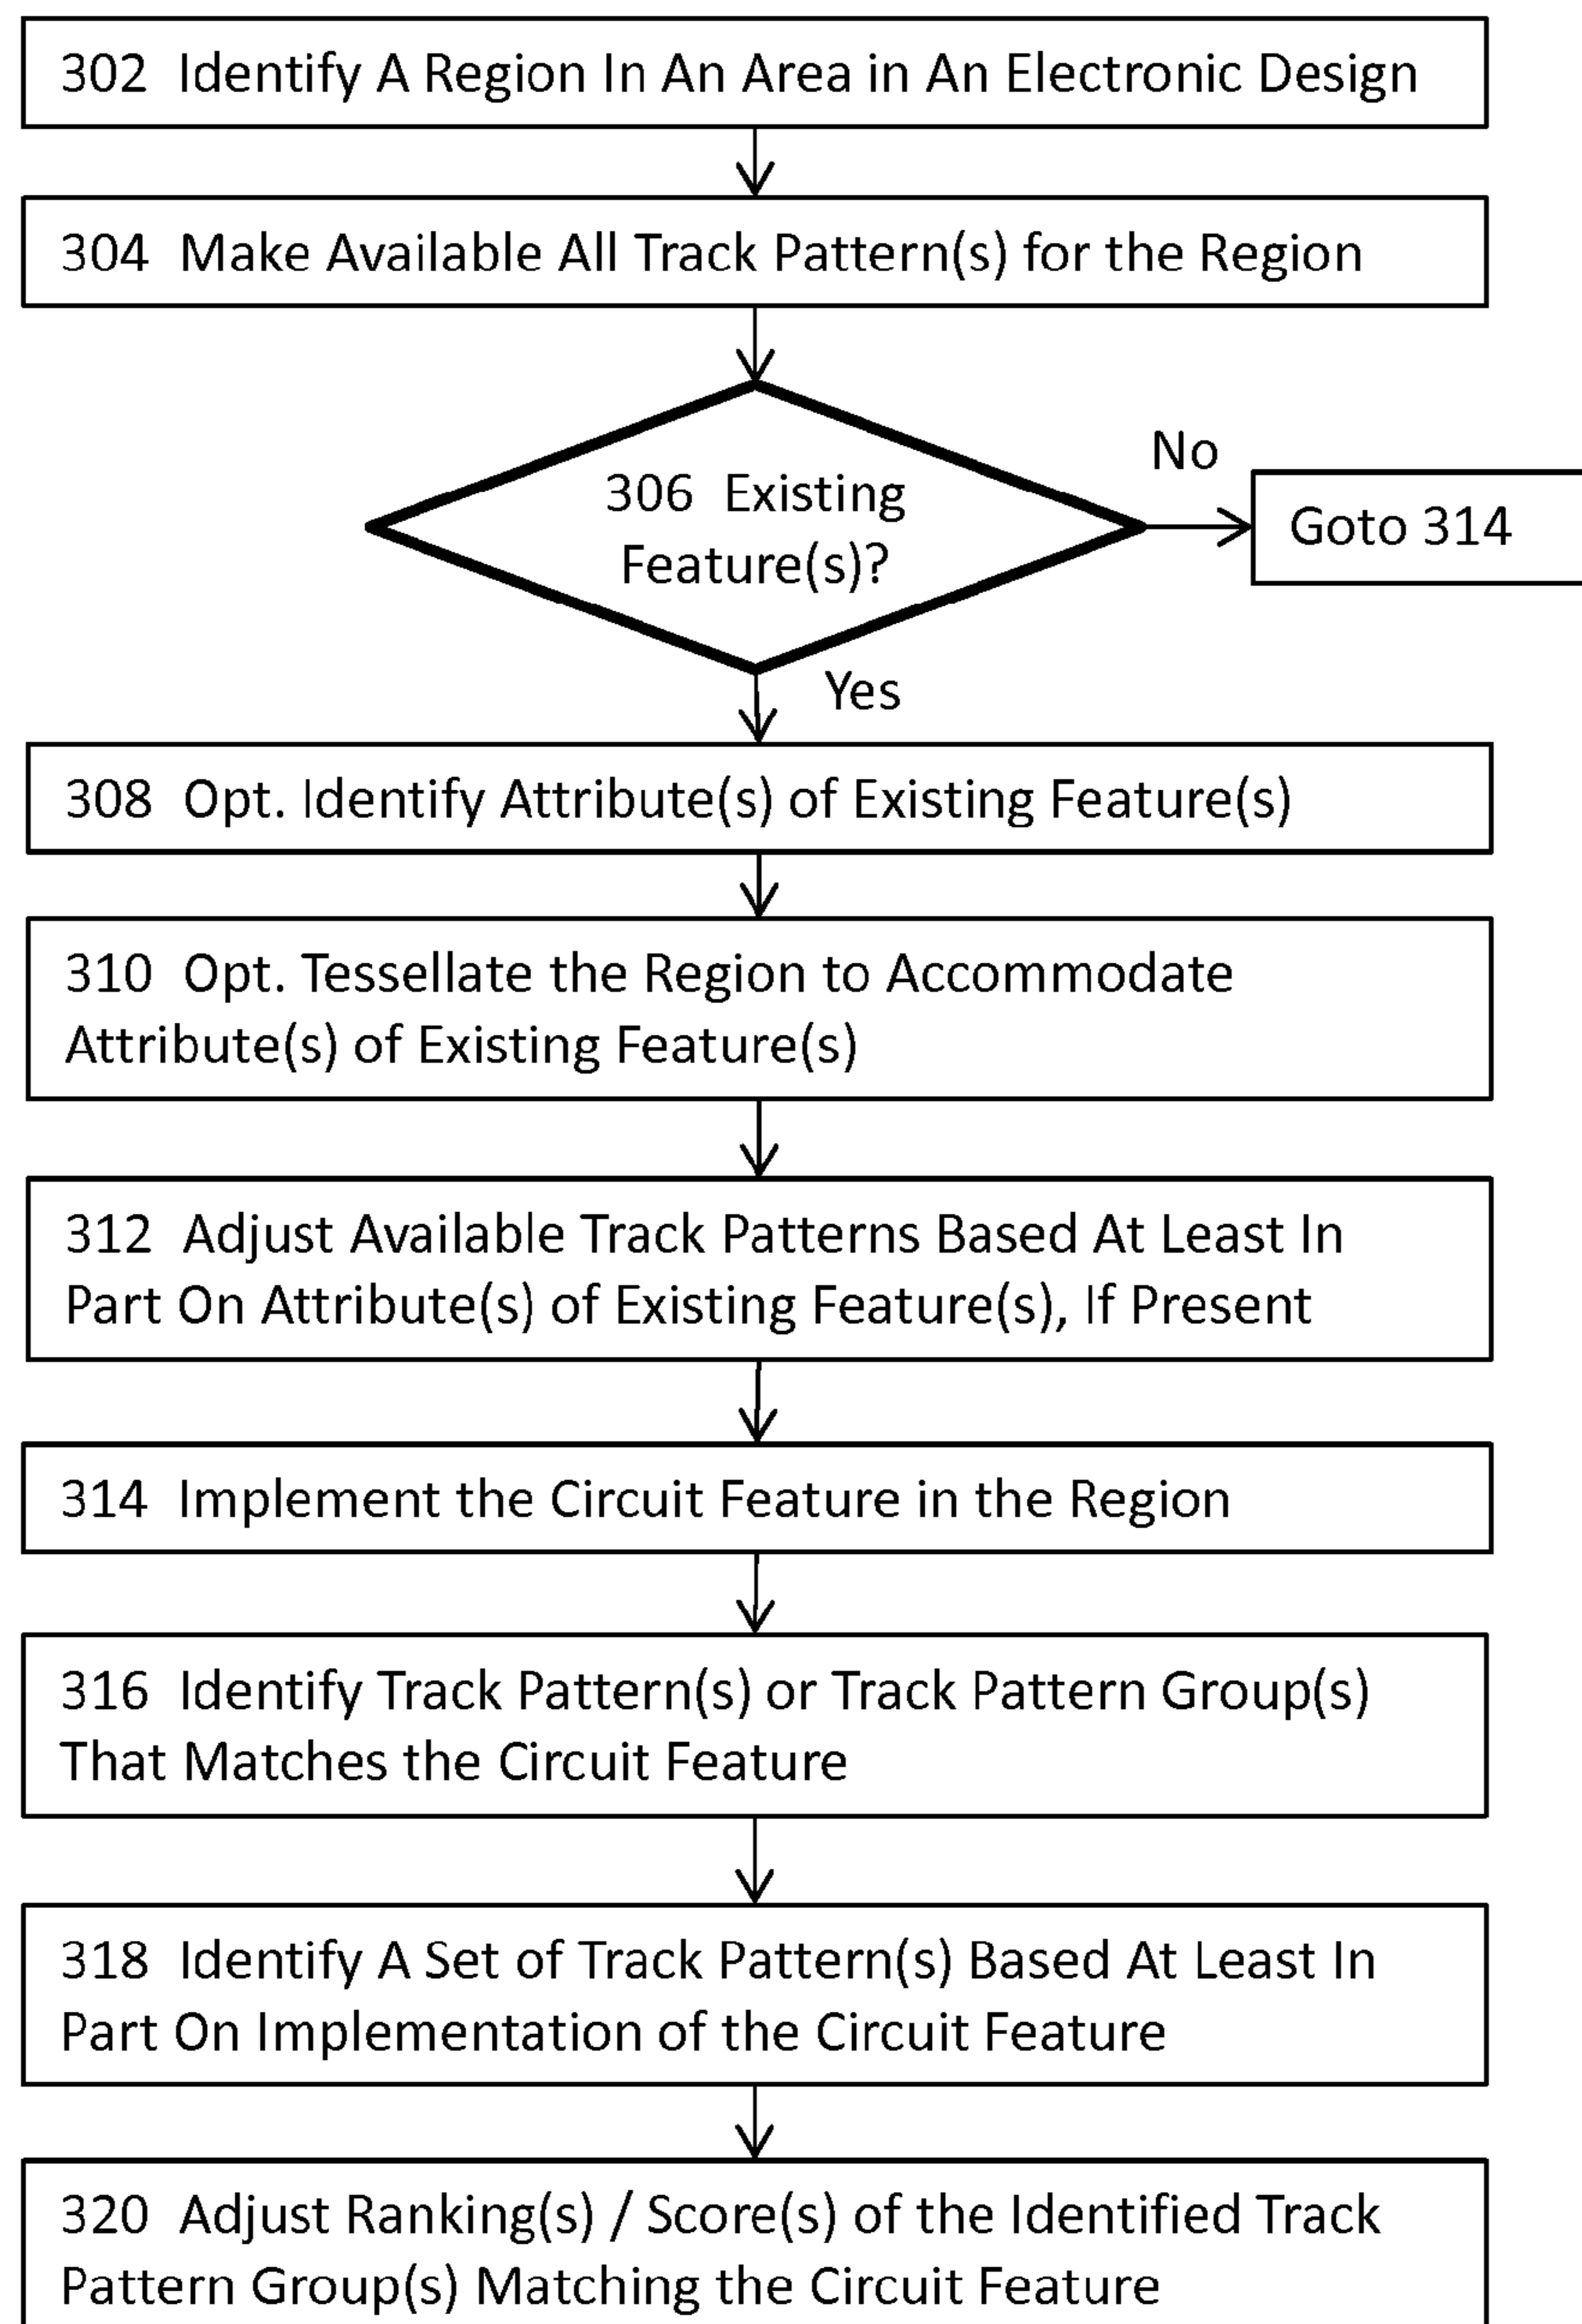 302 Identify A Region In An Area in An Electronic Design
304 Make Available All Track Pattern(s) for the Region
306 Existing
Feature(s)?
No
Goto 314
Yes
308 Opt. Identify Attribute(s) of Existing Feature(s)
310 Opt. Tessellate the Region to Accommodate
Attribute(s) of Existing Feature(s)
312 Adjust Available Track Patterns Based At Least In
Part On Attribute(s) of Existing Feature(s), If Present
314 Implement the Circuit Feature in the Region
316 Identify Track Pattern(s) or Track Pattern Group(s)
That Matches the Circuit Feature
318 Identify A Set of Track Pattern(s) Based At Least In
Part On Implementation of the Circuit Feature
320 Adjust Ranking(s) / Score(s) of the Identified Track
Pattern Group(s) Matching the Circuit Feature